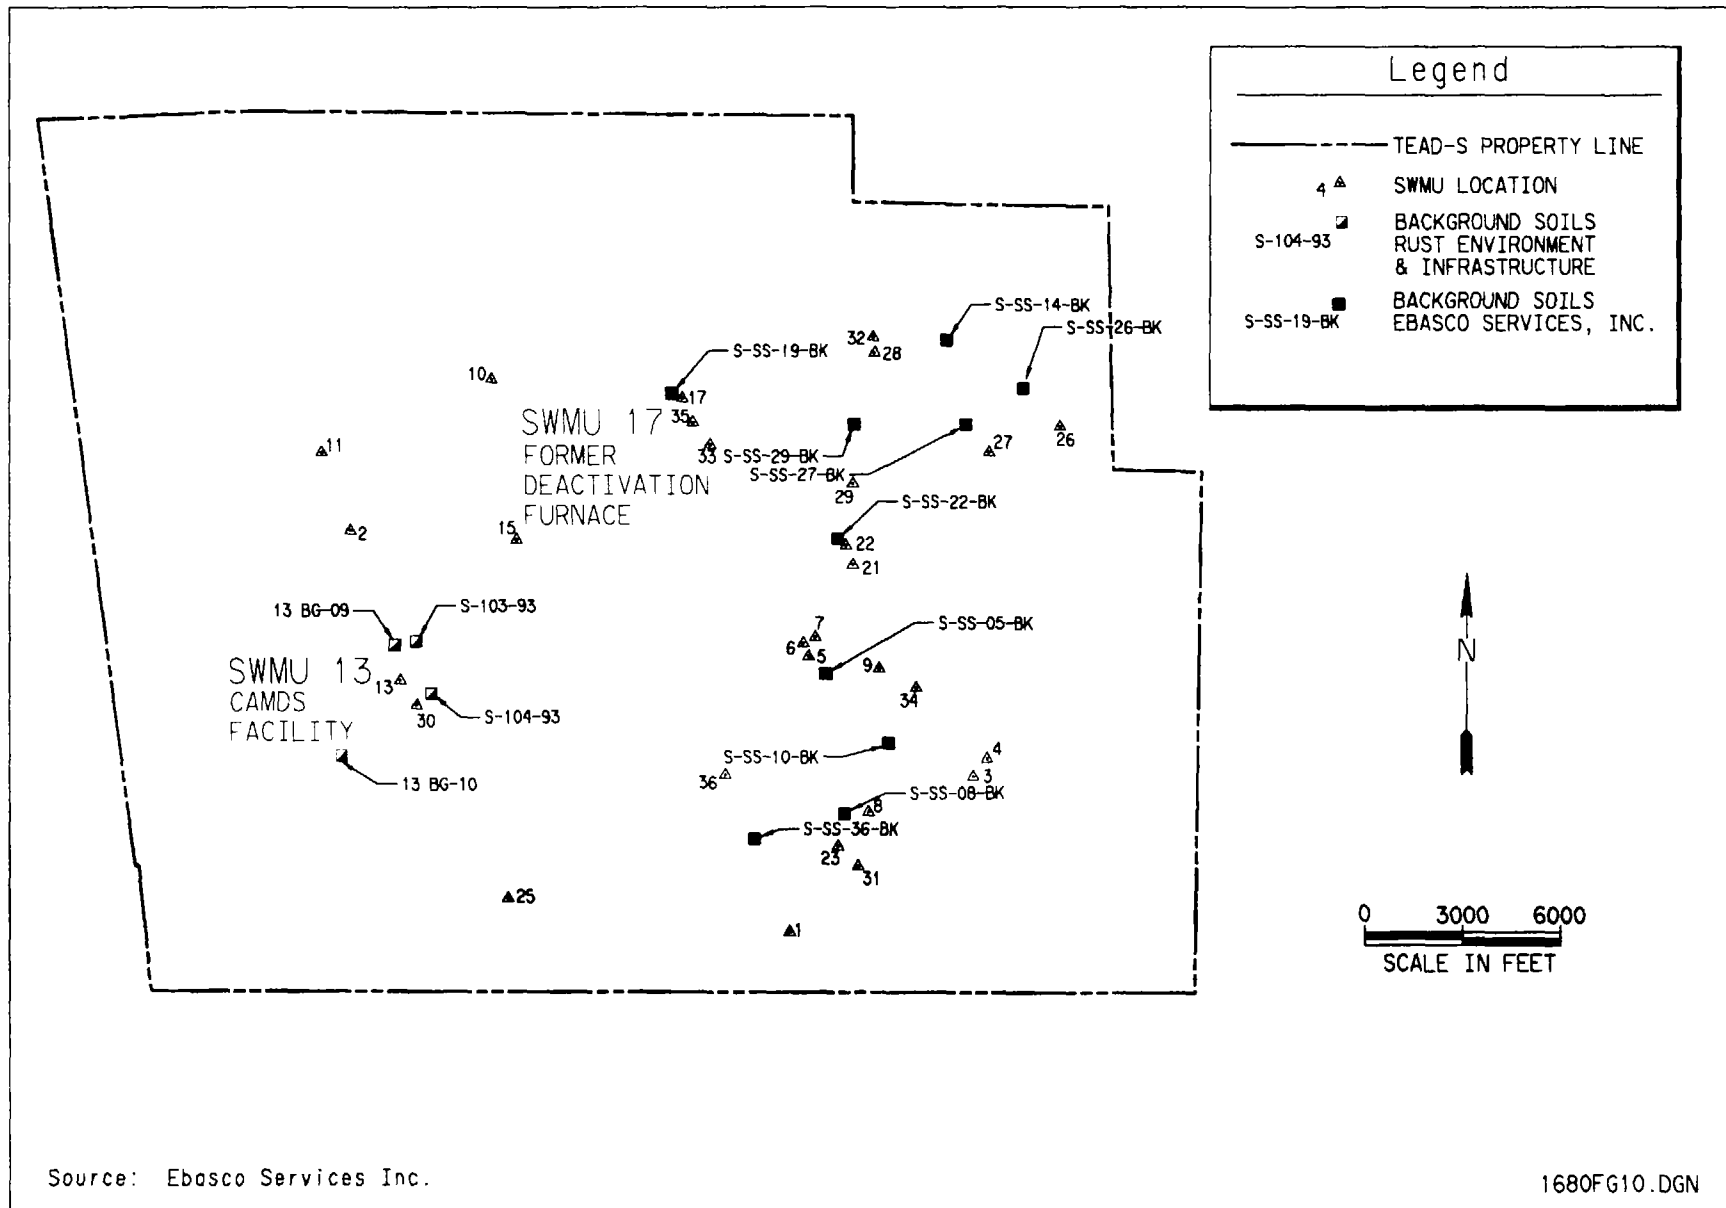 Legend
TEAD-S PROPERTY LINE
4 SWMU LOCATION
S-104-93
BACKGROUND SOILS
RUST ENVIRONMENT
& INFRASTRUCTURE
S-SS-19-BK
BACKGROUND SOILS
EBASCO SERVICES, INC.
S-SS-14-BK
S-SS-26-BK
32
28
S-SS-19-BK
10
17
35
33
S-SS-29-BK
S-SS-27-BK
27
26
29
11
SWMU 17
FORMER
DEACTIVATION
FURNACE
S-SS-22-BK
2
15
22
21
13 BG-09
S-103-93
7
6
5
S-SS-05-BK
9
34
SWMU 13
CAMDS
FACILITY
13
30
S-104-93
13 BG-10
S-SS-10-BK
36
4
3
S-SS-08-BK
8
S-SS-36-BK
23
31
25
1
N
0 3000 6000
SCALE IN FEET
Source: Ebasco Services Inc.
1680FG10.DGN